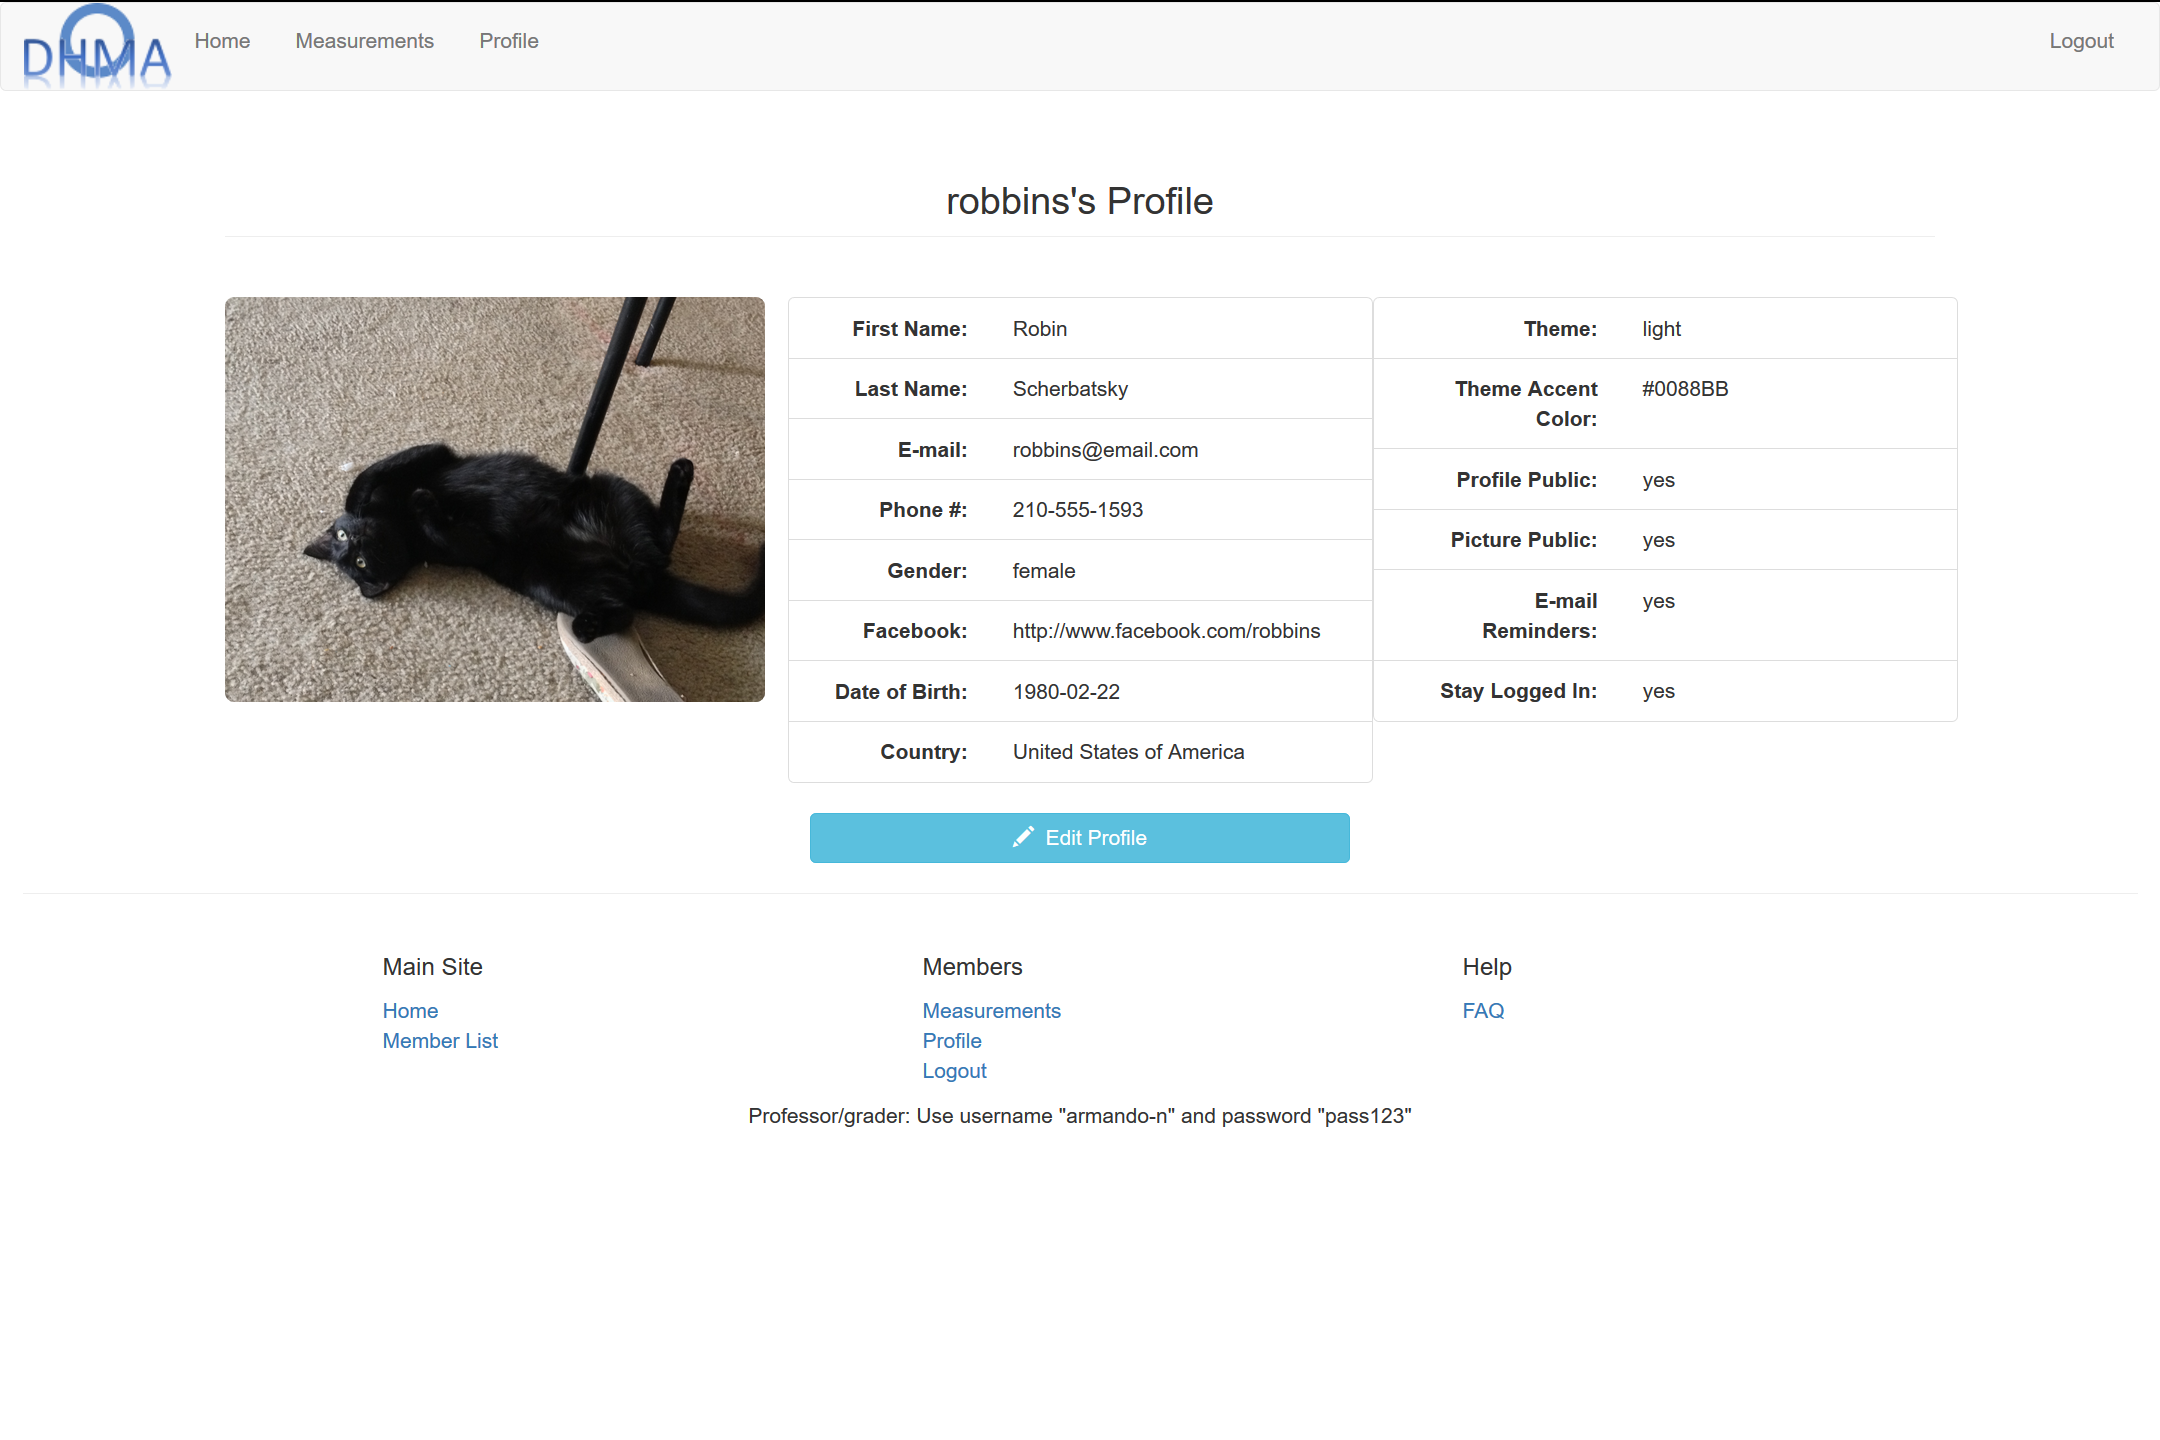 DHMA Home Measurements Profile Logout
robbins's Profile
First Name: Robin
Last Name: Scherbatsky
E-mail: robbins@email.com
Phone #: 210-555-1593
Gender: female
Facebook: http://www.facebook.com/robbins
Date of Birth: 1980-02-22
Country: United States of America
Theme: light
Theme Accent #0088BB
Color:
Profile Public: yes
Picture Public: yes
E-mail yes
Reminders:
Stay Logged In: yes
Edit Profile
Main Site
Home
Member List
Members
Measurements
Profile
Logout
Help
FAQ
Professor/grader: Use username "armando-n" and password "pass123"